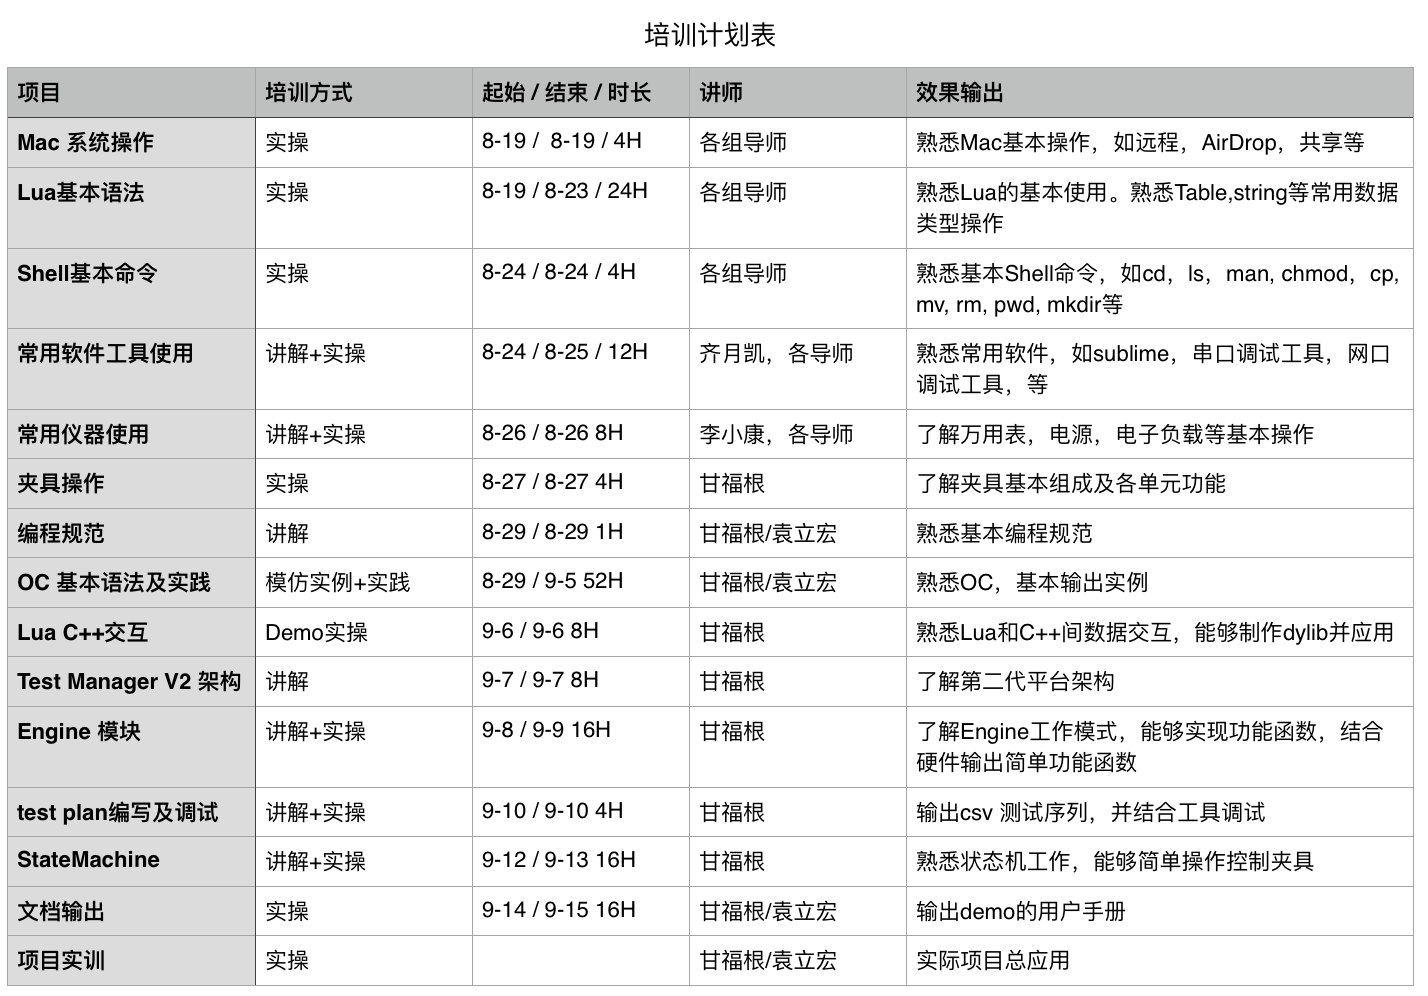 培训计划表
项目 培训方式 起始 / 结束 / 时长 讲师 效果输出
Mac 系统操作 实操 8-19 /  8-19 / 4H 各组导师 熟悉Mac基本操作，如远程，AirDrop，共享等
Lua基本语法 实操 8-19 / 8-23 / 24H 各组导师 熟悉Lua的基本使用。熟悉Table,string等常用数据
类型操作
Shell基本命令 实操 8-24 / 8-24 / 4H 各组导师 熟悉基本Shell命令，如cd，ls，man, chmod，cp,
mv, rm, pwd, mkdir等
常用软件工具使用 讲解+实操 8-24 / 8-25 / 12H 齐月凯，各导师 熟悉常用软件，如sublime，串口调试工具，网口
调试工具，等
常用仪器使用 讲解+实操 8-26 / 8-26 8H 李小康，各导师 了解万用表，电源，电子负载等基本操作
夹具操作 实操 8-27 / 8-27 4H 甘福根 了解夹具基本组成及各单元功能
编程规范 讲解 8-29 / 8-29 1H 甘福根/袁立宏 熟悉基本编程规范
OC 基本语法及实践 模仿实例+实践 8-29 / 9-5 52H 甘福根/袁立宏 熟悉OC，基本输出实例
Lua C++交互 Demo实操 9-6 / 9-6 8H 甘福根 熟悉Lua和C++间数据交互，能够制作dylib并应用
Test Manager V2 架构 讲解 9-7 / 9-7 8H 甘福根 了解第二代平台架构
Engine 模块 讲解+实操 9-8 / 9-9 16H 甘福根 了解Engine工作模式，能够实现功能函数，结合
硬件输出简单功能函数
test plan编写及调试 讲解+实操 9-10 / 9-10 4H 甘福根 输出csv 测试序列，并结合工具调试
StateMachine 讲解+实操 9-12 / 9-13 16H 甘福根 熟悉状态机工作，能够简单操作控制夹具
文档输出 实操 9-14 / 9-15 16H 甘福根/袁立宏 输出demo的用户手册
项目实训 实操 甘福根/袁立宏 实际项目总应用